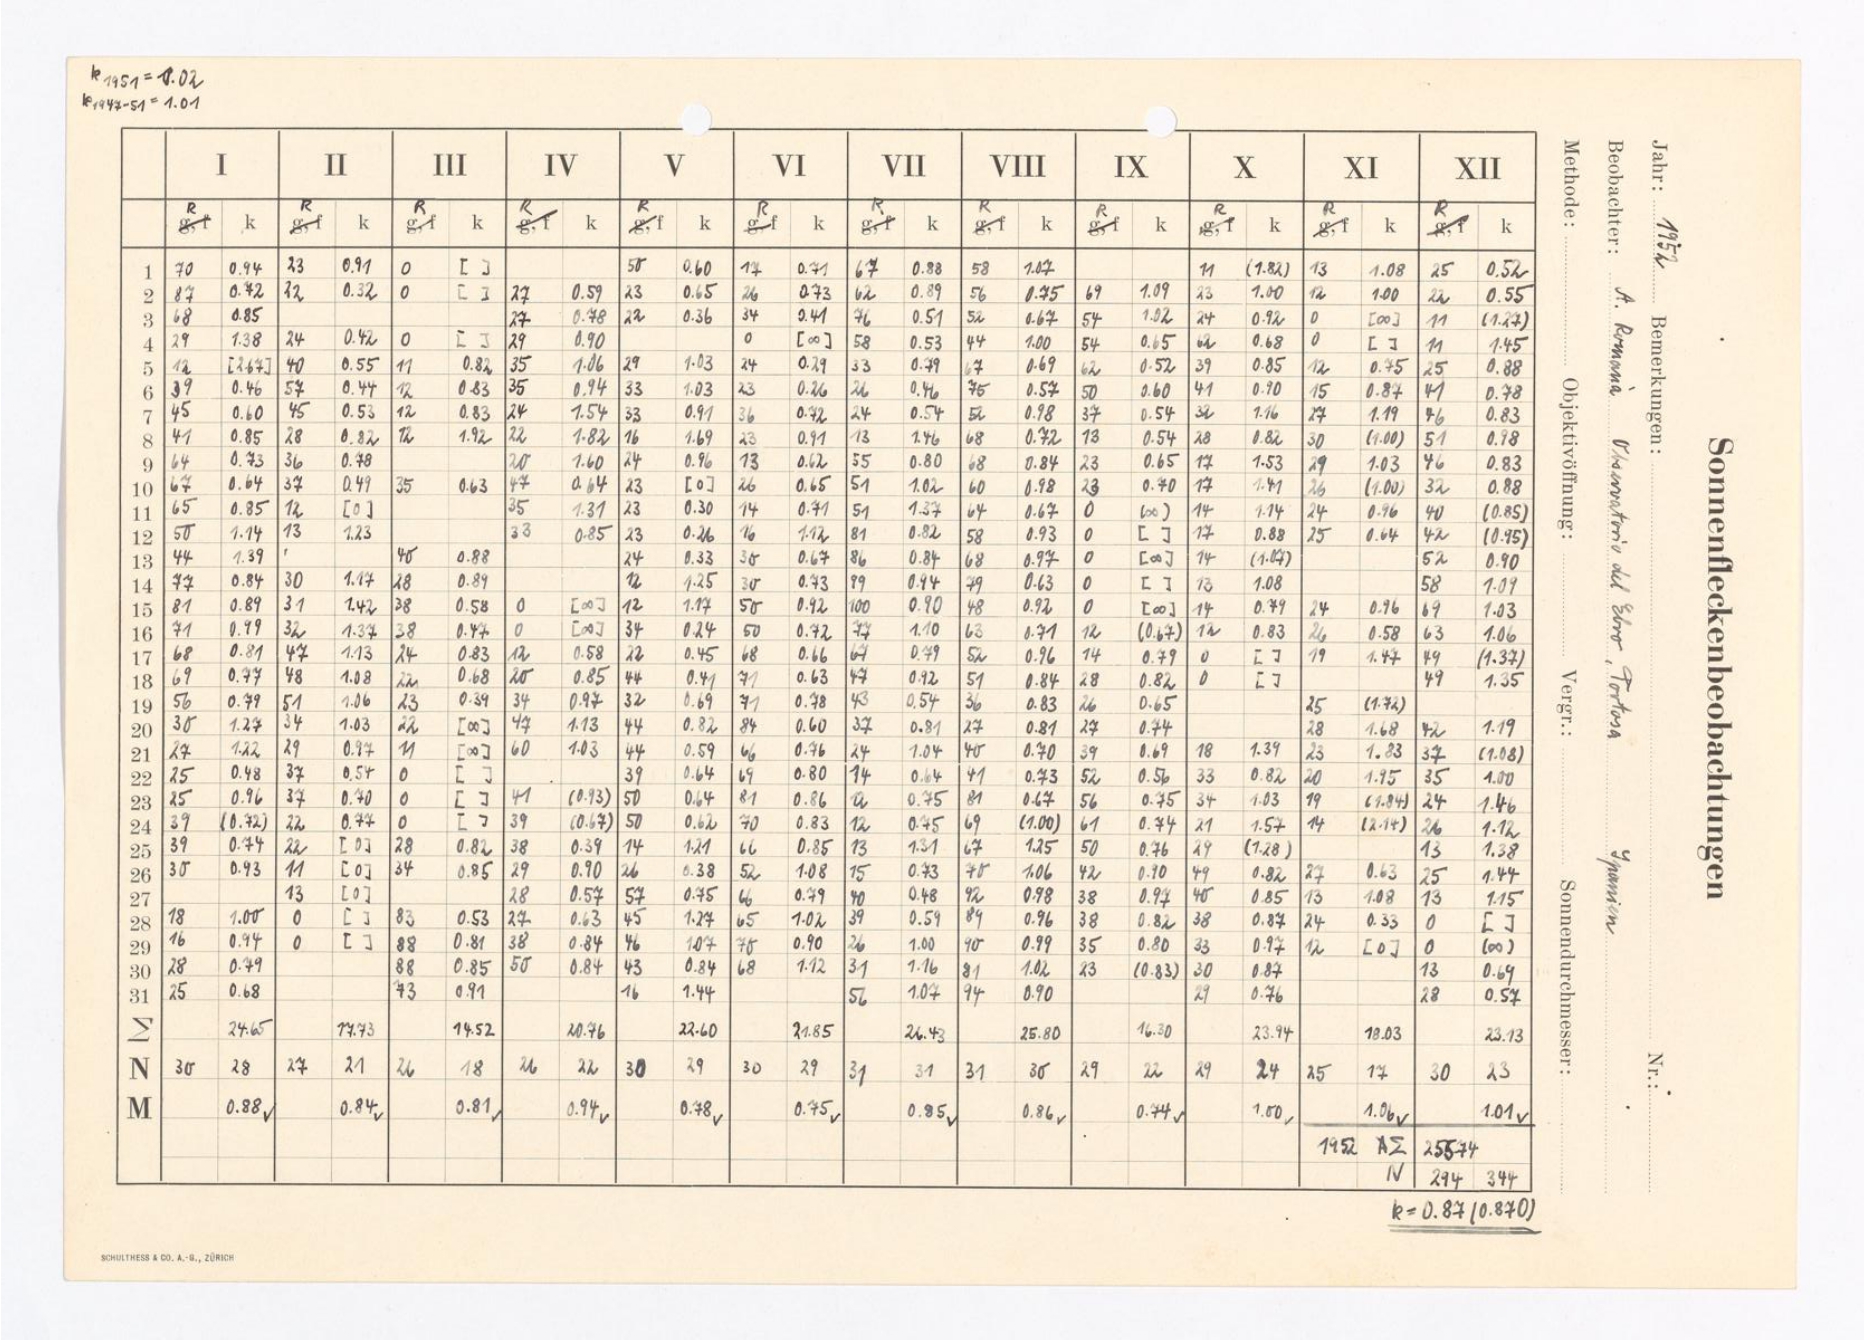 k1951 = 1.02
k1947-51 = 1.01
I II III IV V VI VII VIII IX X XI XII
R R R R R R R R R R R R
g, f k g, f k g, f k g, f k g, f k g, f k g, f k g, f k g, f k g, f k g, f k g, f k
1 70 0.94 23 0.91 0 [ ] 50 0.60 17 0.71 67 0.88 58 1.07 11 (1.82) 13 1.08 25 0.52
2 87 0.72 22 0.32 0 [ ] 27 0.59 23 0.65 26 0.73 62 0.89 56 0.75 69 1.09 23 1.00 12 1.00 22 0.55
3 68 0.85 27 0.78 22 0.36 34 0.41 76 0.51 52 0.67 54 1.02 24 0.92 0 [∞] 11 (1.27)
4 29 1.38 24 0.42 0 [ ] 29 0.90 0 [∞] 58 0.53 44 1.00 54 0.65 62 0.68 0 [ ] 11 1.45
5 12 [2.67] 40 0.55 11 0.82 35 1.06 29 1.03 24 0.29 33 0.79 67 0.69 62 0.52 39 0.85 12 0.75 25 0.88
6 39 0.46 57 0.44 12 0.83 35 0.94 33 1.03 23 0.26 26 0.46 75 0.57 50 0.60 41 0.90 15 0.87 41 0.78
7 45 0.60 45 0.53 12 0.83 24 1.54 33 0.91 36 0.72 24 0.54 52 0.98 37 0.54 32 1.16 27 1.19 46 0.83
8 41 0.85 28 0.82 12 1.92 22 1.82 16 1.69 23 0.91 13 1.46 68 0.72 13 0.54 28 0.82 30 (1.00) 51 0.98
9 64 0.73 36 0.78 20 1.60 24 0.96 13 0.62 55 0.80 68 0.84 23 0.65 17 1.53 29 1.03 46 0.83
10 67 0.64 37 0.49 35 0.63 47 0.64 23 [0] 26 0.65 51 1.02 60 0.98 23 0.70 17 1.41 26 (1.00) 32 0.88
11 65 0.85 12 [0] 35 1.31 23 0.30 14 0.71 51 1.37 64 0.67 0 (∞) 14 1.14 24 0.96 40 (0.85)
12 50 1.14 13 1.23 33 0.85 23 0.26 16 1.12 81 0.82 58 0.93 0 [ ] 17 0.88 25 0.64 42 (0.95)
13 44 1.39 40 0.88 24 0.33 30 0.67 86 0.84 68 0.97 0 [∞] 14 (1.07) 52 0.90
14 77 0.84 30 1.17 28 0.89 12 1.25 30 0.73 99 0.94 79 0.63 0 [ ] 13 1.08 58 1.09
15 81 0.89 31 1.42 38 0.58 0 [∞] 12 1.17 50 0.92 100 0.90 48 0.92 0 [∞] 14 0.79 24 0.96 69 1.03
16 71 0.99 32 1.37 38 0.47 0 [∞] 34 0.24 50 0.72 77 1.10 63 0.71 12 (0.67) 12 0.83 26 0.58 63 1.06
17 68 0.81 47 1.13 24 0.83 12 0.58 22 0.45 68 0.66 67 0.79 52 0.96 14 0.79 0 [ ] 19 1.47 49 (1.37)
18 69 0.77 48 1.08 22 0.68 20 0.85 44 0.41 71 0.63 47 0.92 51 0.84 28 0.82 0 [ ] 49 1.35
19 56 0.79 51 1.06 23 0.39 34 0.97 32 0.69 71 0.78 43 0.54 36 0.83 26 0.65 25 (1.72)
20 30 1.27 34 1.03 22 [∞] 47 1.13 44 0.82 84 0.60 37 0.81 27 0.81 27 0.74 28 1.68 42 1.19
21 27 1.22 29 0.97 11 [∞] 60 1.03 44 0.59 66 0.76 24 1.04 40 0.70 39 0.69 18 1.39 23 1.83 37 (1.08)
22 25 0.48 37 0.54 0 [ ] 39 0.64 69 0.80 14 0.64 41 0.73 52 0.56 33 0.82 20 1.95 35 1.00
23 25 0.96 37 0.70 0 [ ] 41 (0.93) 50 0.64 81 0.86 12 0.75 81 0.67 56 0.75 34 1.03 19 (1.84) 24 1.46
24 39 (0.72) 22 0.77 0 [ ] 39 (0.67) 50 0.62 70 0.83 12 0.75 69 (1.00) 61 0.74 21 1.57 14 (2.14) 26 1.12
25 39 0.74 22 [0] 28 0.82 38 0.39 14 1.21 66 0.85 13 1.31 67 1.25 50 0.76 29 (1.28) 13 1.38
26 30 0.93 11 [0] 34 0.85 29 0.90 26 0.38 52 1.08 15 0.73 70 1.06 42 0.90 49 0.82 27 0.63 25 1.44
27 13 [0] 28 0.57 57 0.75 66 0.79 40 0.48 92 0.98 38 0.97 40 0.85 13 1.08 13 1.15
28 18 1.00 0 [ ] 83 0.53 27 0.63 45 1.27 65 1.02 39 0.59 89 0.96 38 0.82 38 0.87 24 0.33 0 [ ]
29 16 0.94 0 [ ] 88 0.81 38 0.84 46 1.07 70 0.90 26 1.00 90 0.99 35 0.80 33 0.97 12 [0] 0 (∞)
30 28 0.79 88 0.85 50 0.84 43 0.84 68 1.12 31 1.16 81 1.02 23 (0.83) 30 0.87 13 0.69
31 25 0.68 73 0.91 16 1.44 56 1.07 94 0.90 29 0.76 28 0.57
Σ 24.65 17.73 14.52 20.76 22.60 21.85 26.43 25.80 16.30 23.94 18.03 23.13
N 30 28 27 21 26 18 26 22 30 29 30 29 31 31 31 30 29 22 29 24 25 17 30 23
M 0.88✓ 0.84✓ 0.81✓ 0.94✓ 0.78✓ 0.75✓ 0.85✓ 0.86✓ 0.74✓ 1.00✓ 1.06✓ 1.01✓
1952 AΣ 25574
N 294 344
k = 0.87 (0.870)
SCHULTHESS & CO. A.-G., ZÜRICH
Sonnenfleckenbeobachtungen
Jahr: 1952 Bemerkungen: Nr.:
Beobachter: A. Romañá Observatorio del Ebro, Tortosa Spanien
Methode: Objektivöffnung: Vergr.: Sonnendurchmesser: